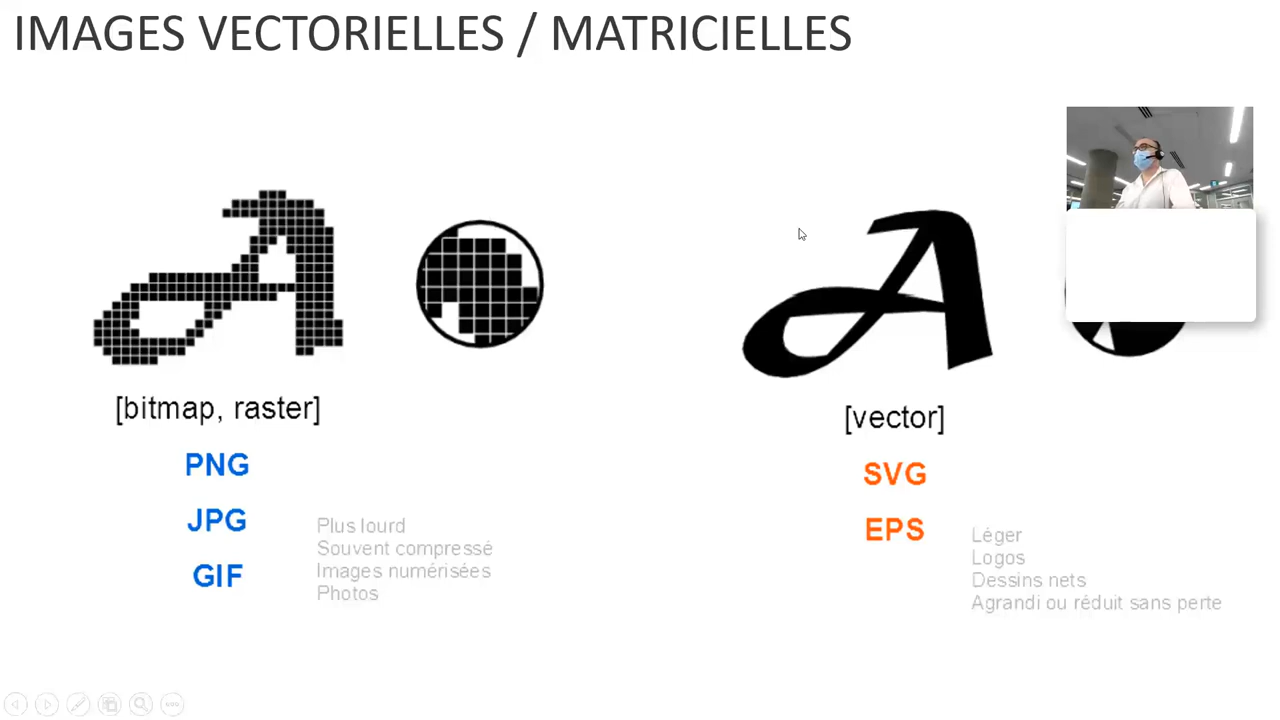 IMAGES VECTORIELLES / MATRICIELLES
[bitmap, raster]
PNG
JPG
GIF
Plus lourd
Souvent compressé
Images numérisées
Photos
[vector]
SVG
EPS
Léger
Logos
Dessins nets
Agrandi ou réduit sans perte